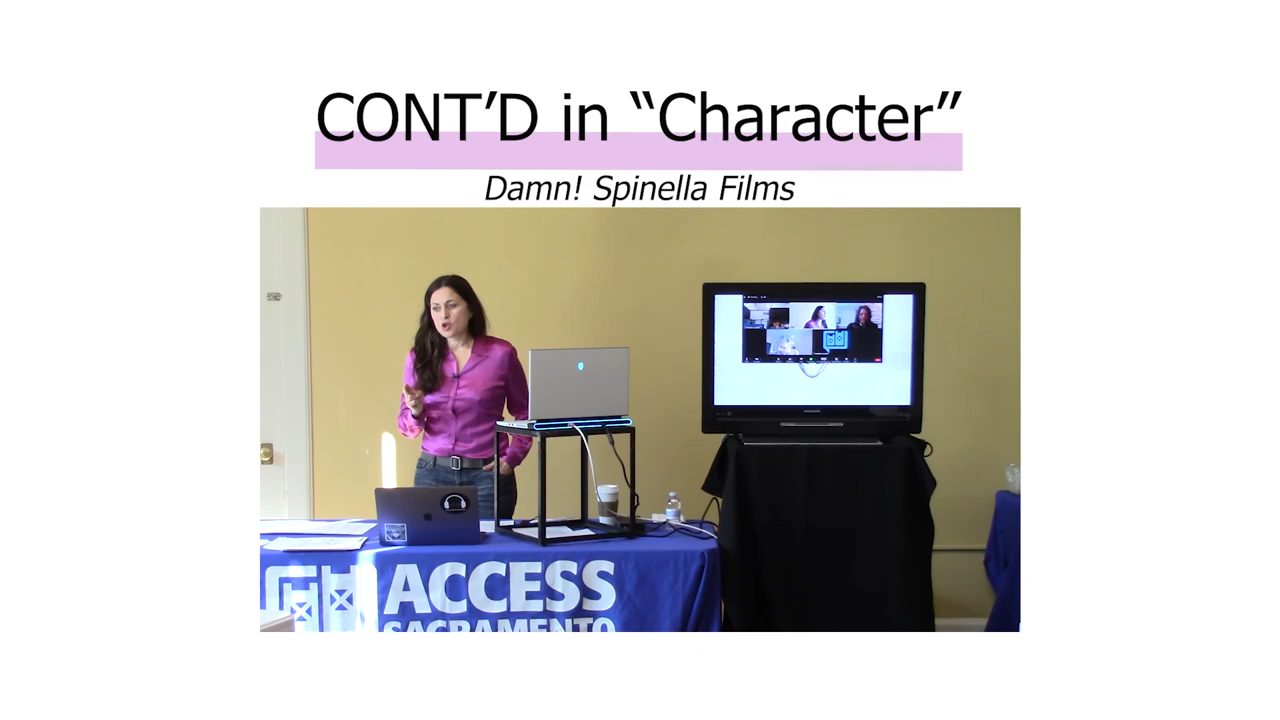 CONT’D in “Character”
Damn! Spinella Films
ACCESS
SACRAMENTO